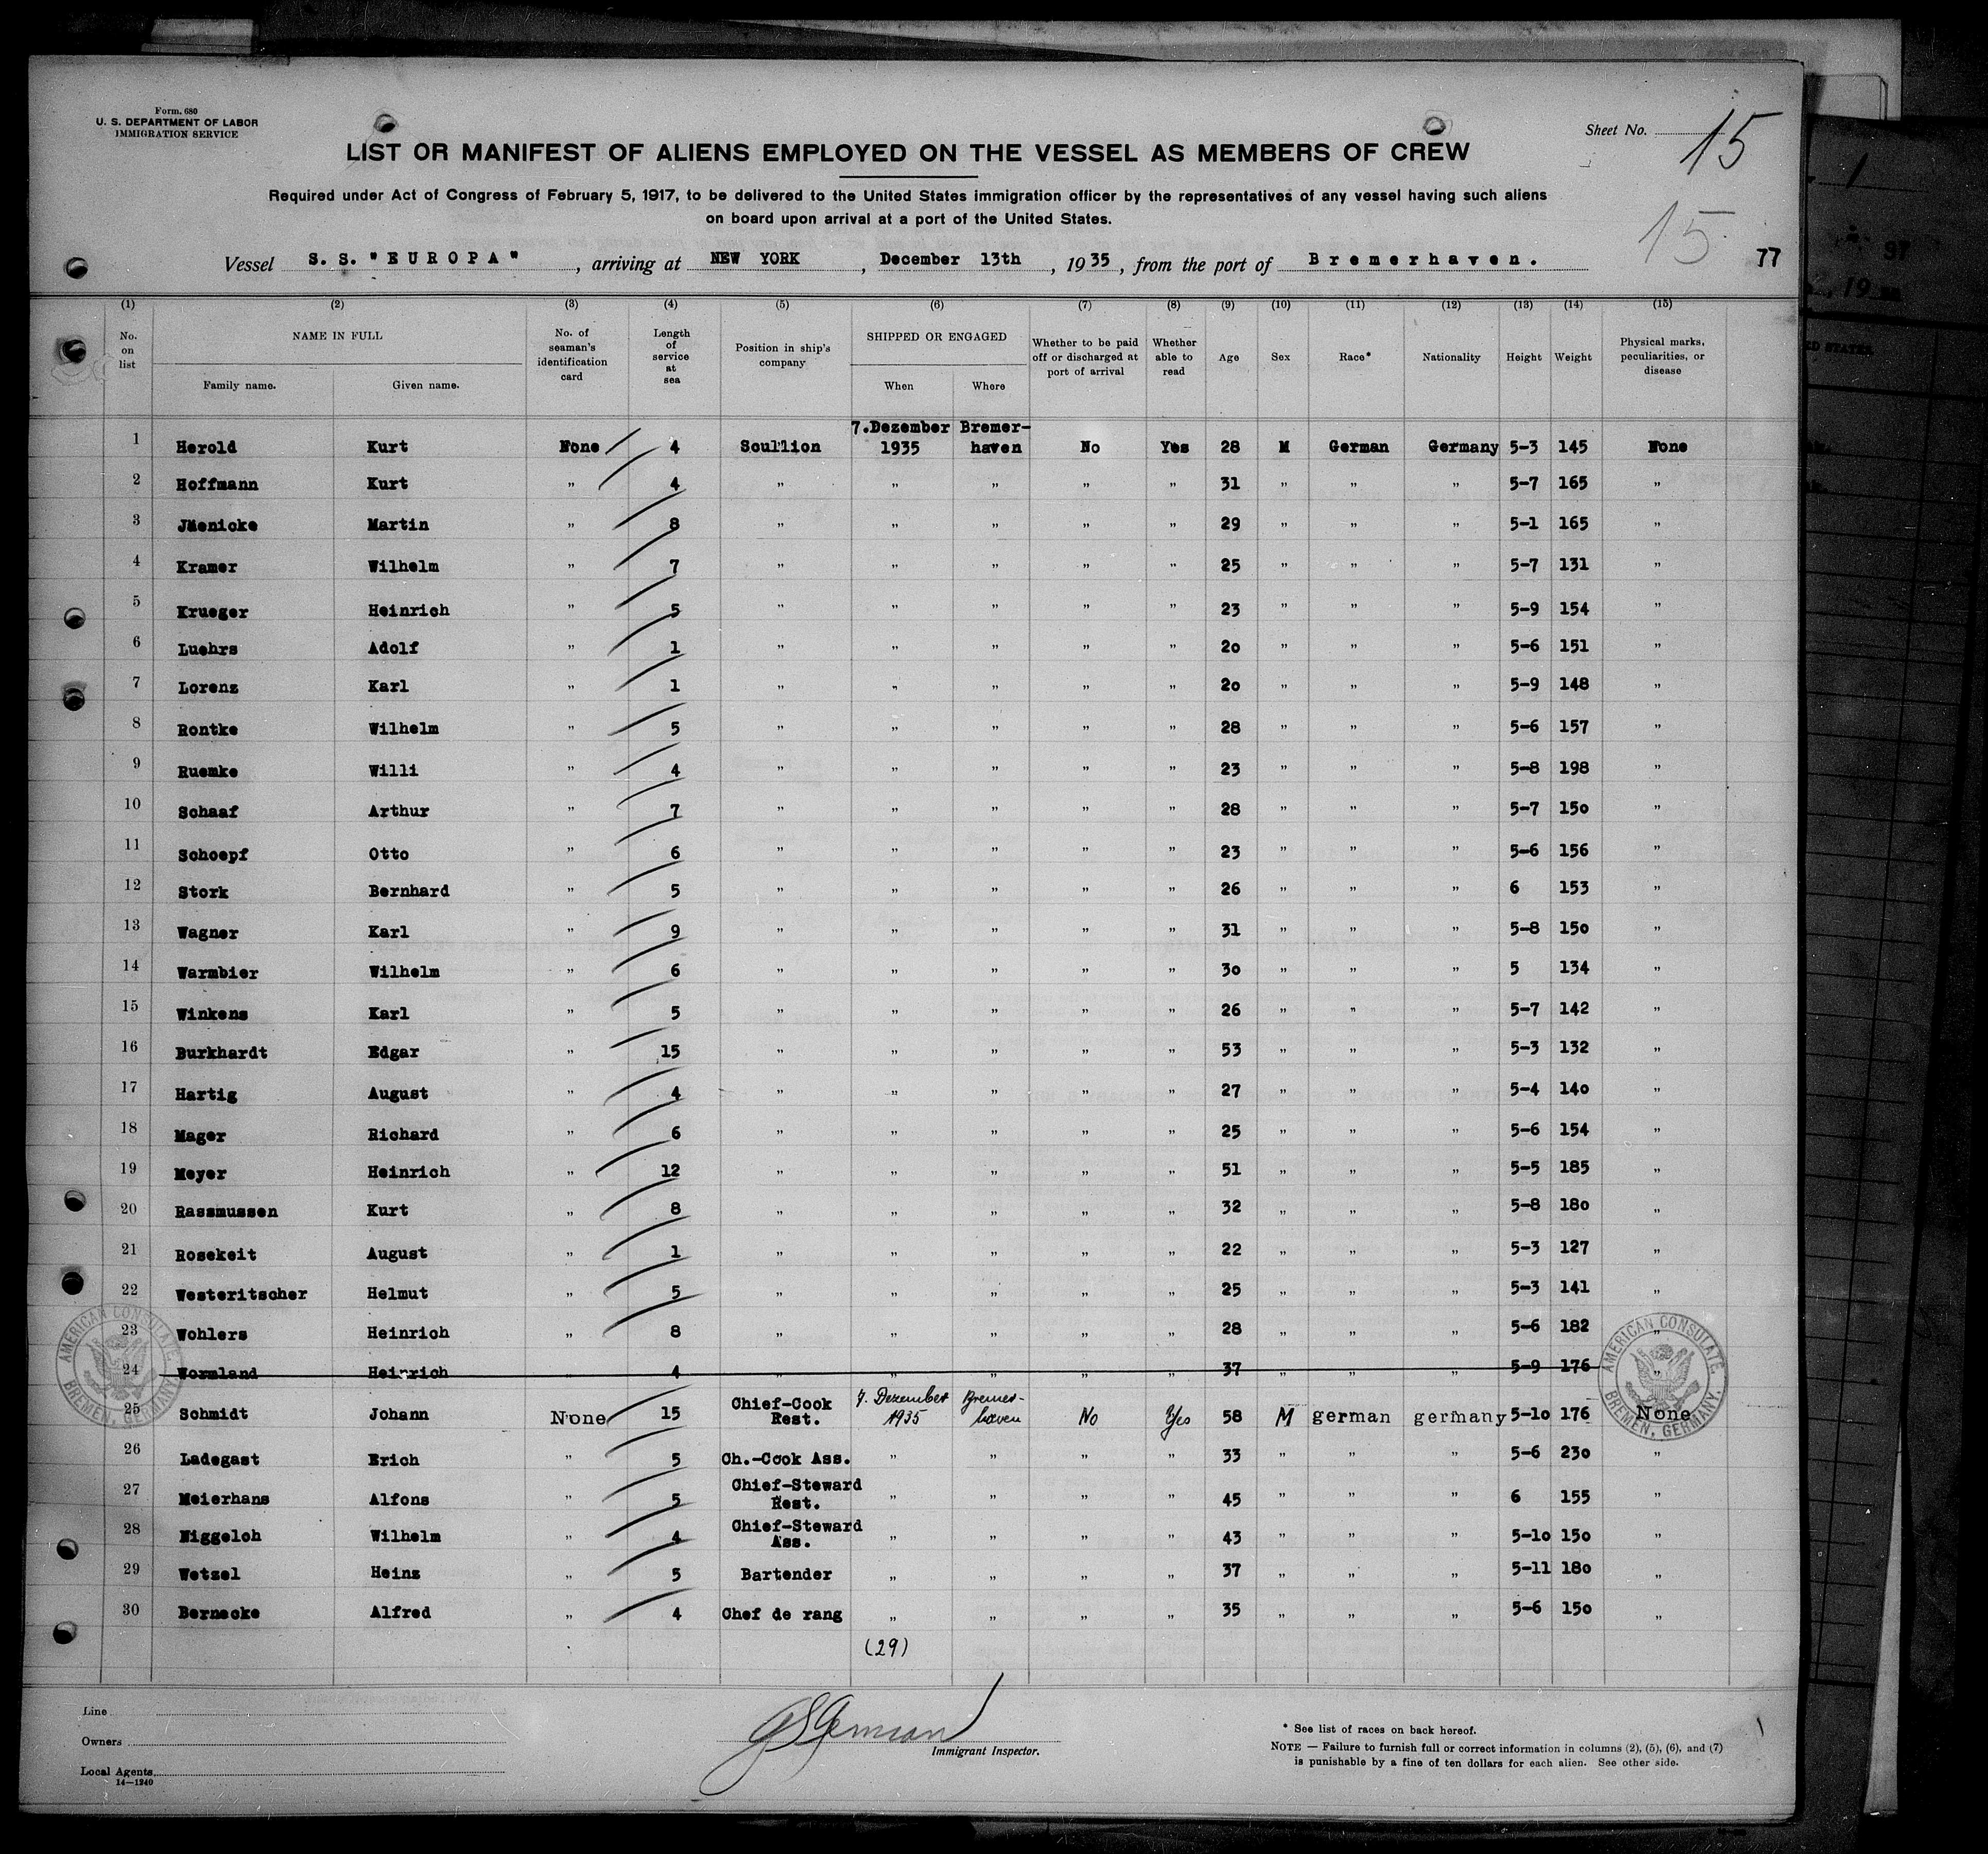 Form. 680
U. S. DEPARTMENT OF LABOR
IMMIGRATION SERVICE
Sheet No. 15
LIST OR MANIFEST OF ALIENS EMPLOYED ON THE VESSEL AS MEMBERS OF CREW
Required under Act of Congress of February 5, 1917, to be delivered to the United States immigration officer by the representatives of any vessel having such aliens
on board upon arrival at a port of the United States.
15
77
Vessel S. S. "EUROPA", arriving at NEW YORK, December 13th, 1935, from the port of Bremerhaven.
(1) (2) (3) (4) (5) (6) (7) (8) (9) (10) (11) (12) (13) (14) (15)
No. on list NAME IN FULL Family name. Given name. No. of seaman's identification card Length of service at sea Position in ship's company SHIPPED OR ENGAGED When Where Whether to be paid off or discharged at port of arrival Whether able to read Age Sex Race* Nationality Height Weight Physical marks, peculiarities, or disease
1 Herold Kurt None 4 Scullion 7.Dezember 1935 Bremer-haven No Yes 28 M German Germany 5-3 145 None
2 Hoffmann Kurt " 4 " " " " " 31 " " " 5-7 165 "
3 Jaenicke Martin " 8 " " " " " 29 " " " 5-1 165 "
4 Kramer Wilhelm " 7 " " " " " 25 " " " 5-7 131 "
5 Krueger Heinrich " 5 " " " " " 23 " " " 5-9 154 "
6 Luehrs Adolf " 1 " " " " " 20 " " " 5-6 151 "
7 Lorenz Karl " 1 " " " " " 20 " " " 5-9 148 "
8 Rontke Wilhelm " 5 " " " " " 28 " " " 5-6 157 "
9 Ruemke Willi " 4 " " " " " 23 " " " 5-8 198 "
10 Schaaf Arthur " 7 " " " " " 28 " " " 5-7 150 "
11 Schoepf Otto " 6 " " " " " 23 " " " 5-6 156 "
12 Stork Bernhard " 5 " " " " " 26 " " " 6 153 "
13 Wagner Karl " 9 " " " " " 31 " " " 5-8 150 "
14 Warmbier Wilhelm " 6 " " " " " 30 " " " 5 134 "
15 Winkens Karl " 5 " " " " " 26 " " " 5-7 142 "
16 Burkhardt Edgar " 15 " " " " " 53 " " " 5-3 132 "
17 Hartig August " 4 " " " " " 27 " " " 5-4 140 "
18 Mager Richard " 6 " " " " " 25 " " " 5-6 154 "
19 Meyer Heinrich " 12 " " " " " 51 " " " 5-5 185 "
20 Rassmussen Kurt " 8 " " " " " 32 " " " 5-8 180 "
21 Rosekeit August " 1 " " " " " 22 " " " 5-3 127 "
22 Westeritscher Helmut " 5 " " " " " 25 " " " 5-3 141 "
23 Wohlers Heinrich " 8 " " " " " 28 " " " 5-6 182 "
24 Wormland Heinrich " 4 " " " " " 37 " " " 5-9 176 "
25 Schmidt Johann None 15 Chief-Cook Rest. 7. Dezember 1935 Bremer-haven No Yes 58 M german germany 5-10 176 None
26 Ladegast Erich " 5 Ch.-Cook Ass. " " " " 33 " " " 5-6 230 "
27 Meierhans Alfons " 5 Chief-Steward Rest. " " " " 45 " " " 6 155 "
28 Niggeloh Wilhelm " 4 Chief-Steward Ass. " " " " 43 " " " 5-10 150 "
29 Wetzel Heinz " 5 Bartender " " " " 37 " " " 5-11 180 "
30 Bernecke Alfred " 4 Chef de rang " " " " 35 " " " 5-6 150 "
(29)
AMERICAN CONSULATE BREMEN, GERMANY.
AMERICAN CONSULATE BREMEN, GERMANY.
Line
Owners
Local Agents
14—1240
Immigrant Inspector.
* See list of races on back hereof.
NOTE — Failure to furnish full or correct information in columns (2), (5), (6), and (7)
is punishable by a fine of ten dollars for each alien. See other side.